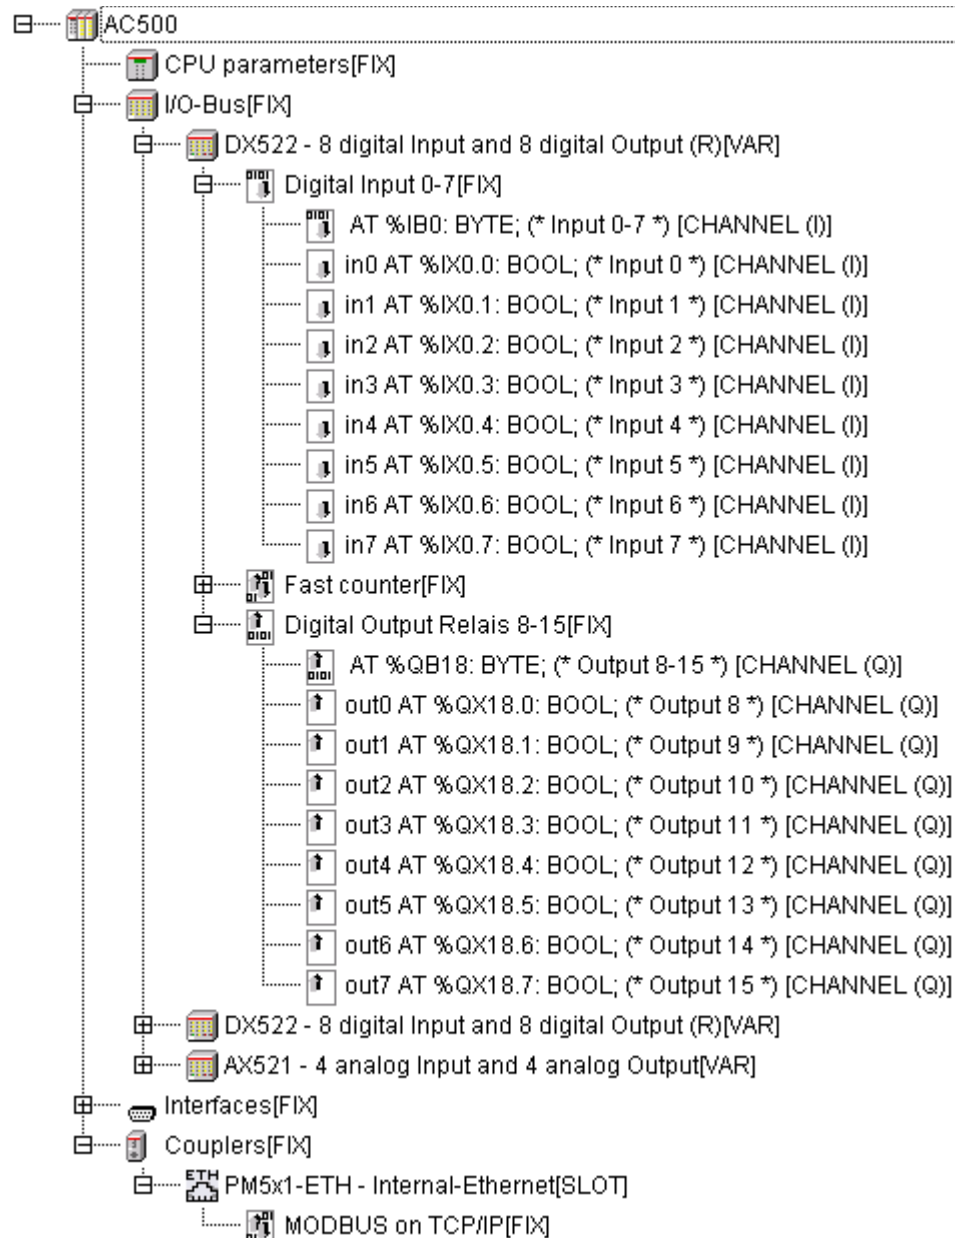 AC500
CPU parameters[FIX]
I/O-Bus[FIX]
DX522 - 8 digital Input and 8 digital Output (R)[VAR]
Digital Input 0-7[FIX]
AT %IB0: BYTE; (* Input 0-7 *) [CHANNEL (I)]
in0 AT %IX0.0: BOOL; (* Input 0 *) [CHANNEL (I)]
in1 AT %IX0.1: BOOL; (* Input 1 *) [CHANNEL (I)]
in2 AT %IX0.2: BOOL; (* Input 2 *) [CHANNEL (I)]
in3 AT %IX0.3: BOOL; (* Input 3 *) [CHANNEL (I)]
in4 AT %IX0.4: BOOL; (* Input 4 *) [CHANNEL (I)]
in5 AT %IX0.5: BOOL; (* Input 5 *) [CHANNEL (I)]
in6 AT %IX0.6: BOOL; (* Input 6 *) [CHANNEL (I)]
in7 AT %IX0.7: BOOL; (* Input 7 *) [CHANNEL (I)]
Fast counter[FIX]
Digital Output Relais 8-15[FIX]
AT %QB18: BYTE; (* Output 8-15 *) [CHANNEL (Q)]
out0 AT %QX18.0: BOOL; (* Output 8 *) [CHANNEL (Q)]
out1 AT %QX18.1: BOOL; (* Output 9 *) [CHANNEL (Q)]
out2 AT %QX18.2: BOOL; (* Output 10 *) [CHANNEL (Q)]
out3 AT %QX18.3: BOOL; (* Output 11 *) [CHANNEL (Q)]
out4 AT %QX18.4: BOOL; (* Output 12 *) [CHANNEL (Q)]
out5 AT %QX18.5: BOOL; (* Output 13 *) [CHANNEL (Q)]
out6 AT %QX18.6: BOOL; (* Output 14 *) [CHANNEL (Q)]
out7 AT %QX18.7: BOOL; (* Output 15 *) [CHANNEL (Q)]
DX522 - 8 digital Input and 8 digital Output (R)[VAR]
AX521 - 4 analog Input and 4 analog Output[VAR]
Interfaces[FIX]
Couplers[FIX]
ETH PM5x1-ETH - Internal-Ethernet[SLOT]
MODBUS on TCP/IP[FIX]